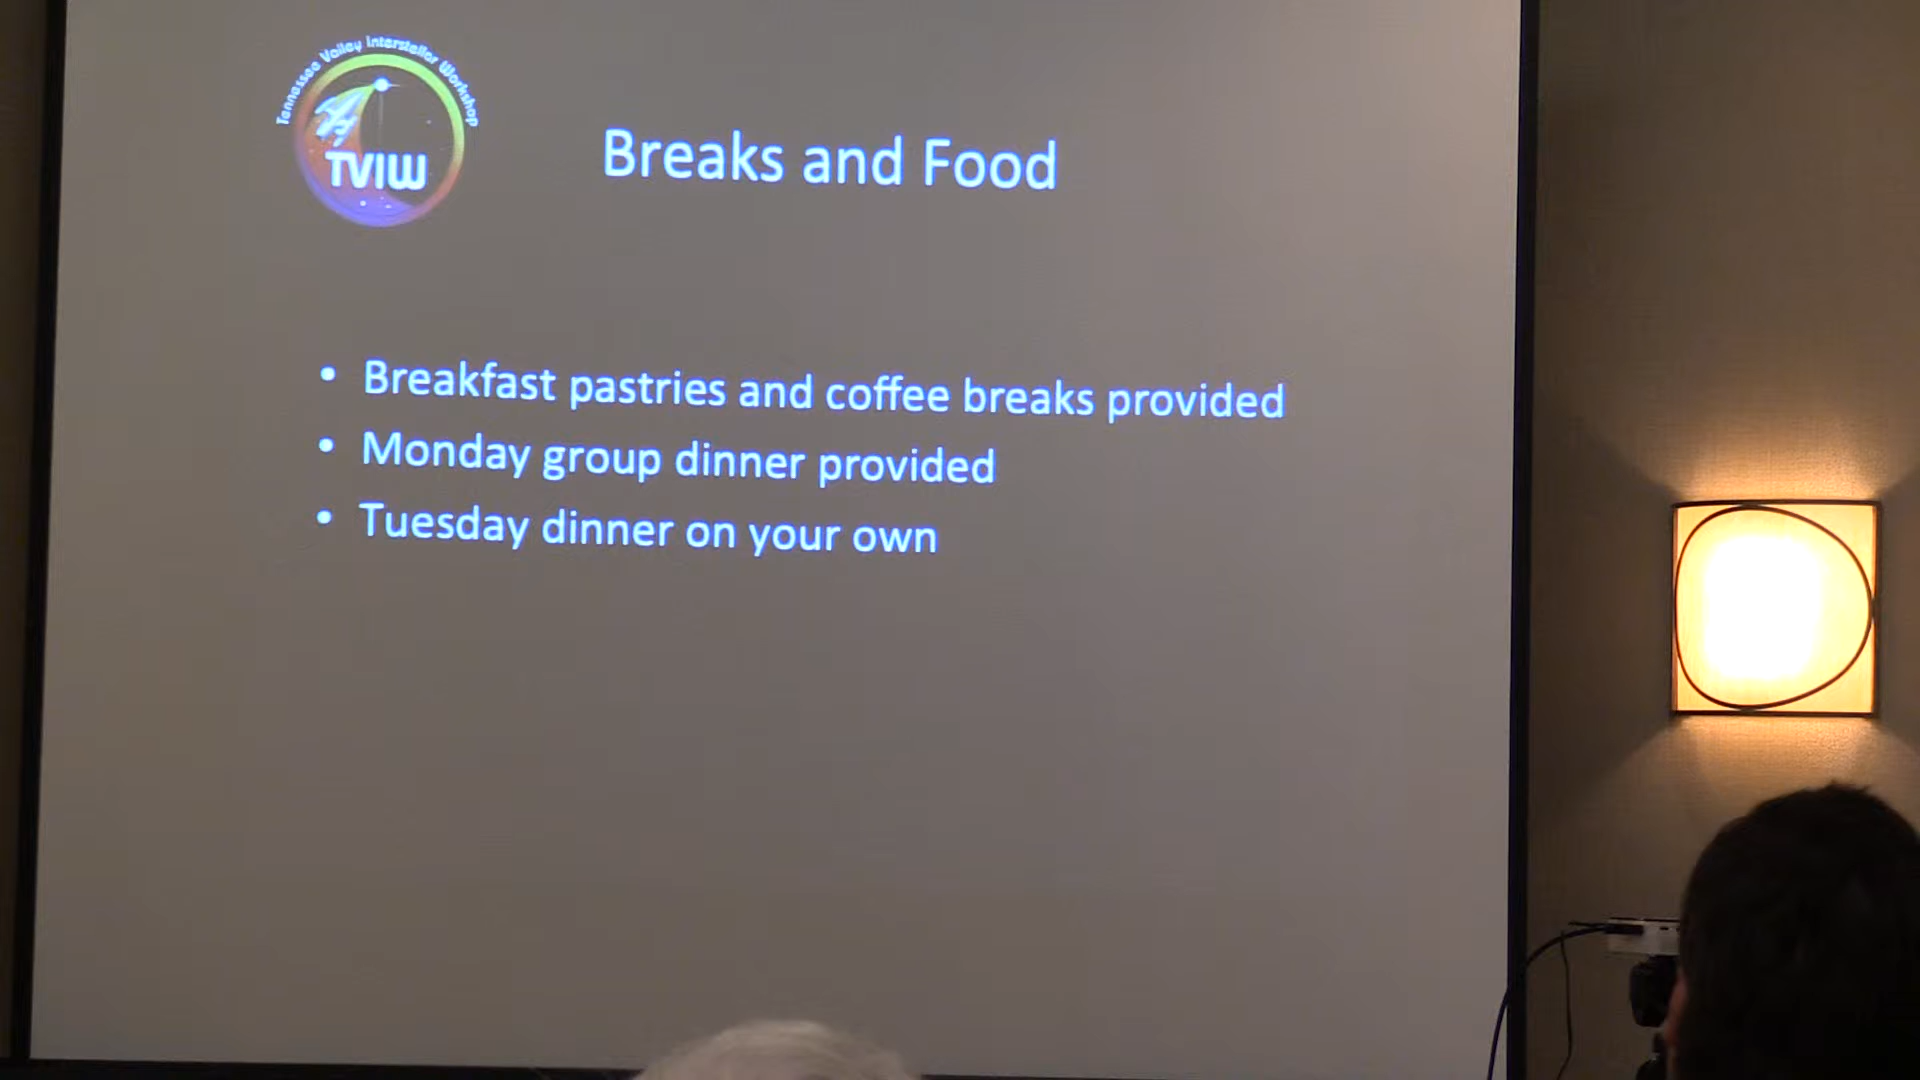 Tennessee Valley Interstellar Workshop
TVIW
Breaks and Food
• Breakfast pastries and coffee breaks provided
• Monday group dinner provided
• Tuesday dinner on your own